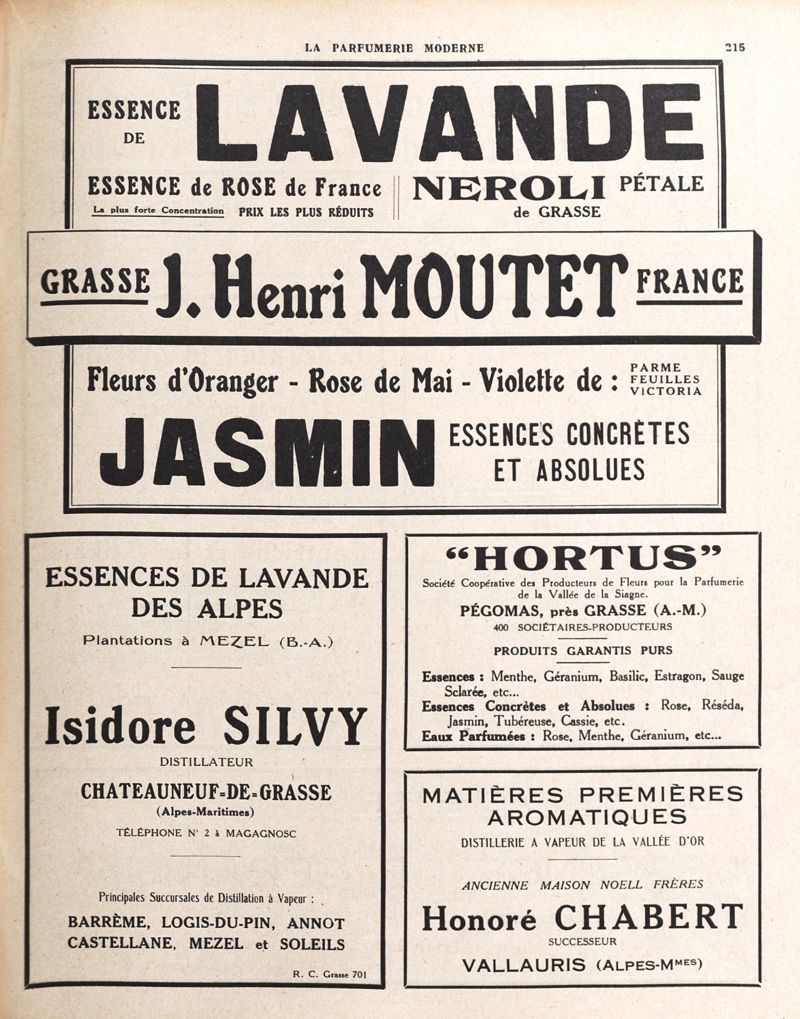 LA PARFUMERIE MODERNE
215
ESSENCE
DE
LAVANDE
ESSENCE de ROSE de France
La plus forte Concentration PRIX LES PLUS RÉDUITS
NEROLI PÉTALE
de GRASSE
GRASSE J. Henri MOUTET FRANCE
Fleurs d'Oranger - Rose de Mai - Violette de :
PARME
FEUILLES
VICTORIA
JASMIN
ESSENCES CONCRÈTES
ET ABSOLUES
ESSENCES DE LAVANDE
DES ALPES
Plantations à MEZEL (B.-A.)
Isidore SILVY
DISTILLATEUR
CHATEAUNEUF-DE-GRASSE
(Alpes-Maritimes)
TÉLÉPHONE N° 2 à MAGAGNOSC
Principales Succursales de Distillation à Vapeur :
BARRÈME, LOGIS-DU-PIN, ANNOT
CASTELLANE, MEZEL et SOLEILS
R. C. Grasse 701
“HORTUS”
Société Coopérative des Producteurs de Fleurs pour la Parfumerie
de la Vallée de la Siagne.
PÉGOMAS, près GRASSE (A.-M.)
400 SOCIÉTAIRES-PRODUCTEURS
PRODUITS GARANTIS PURS
Essences : Menthe, Géranium, Basilic, Estragon, Sauge
Sclarée, etc...
Essences Concrètes et Absolues : Rose, Réséda,
Jasmin, Tubéreuse, Cassie, etc.
Eaux Parfumées : Rose, Menthe, Géranium, etc...
MATIÈRES PREMIÈRES
AROMATIQUES
DISTILLERIE A VAPEUR DE LA VALLÉE D'OR
ANCIENNE MAISON NOELL FRÈRES
Honoré CHABERT
SUCCESSEUR
VALLAURIS (ALPES-MMES)